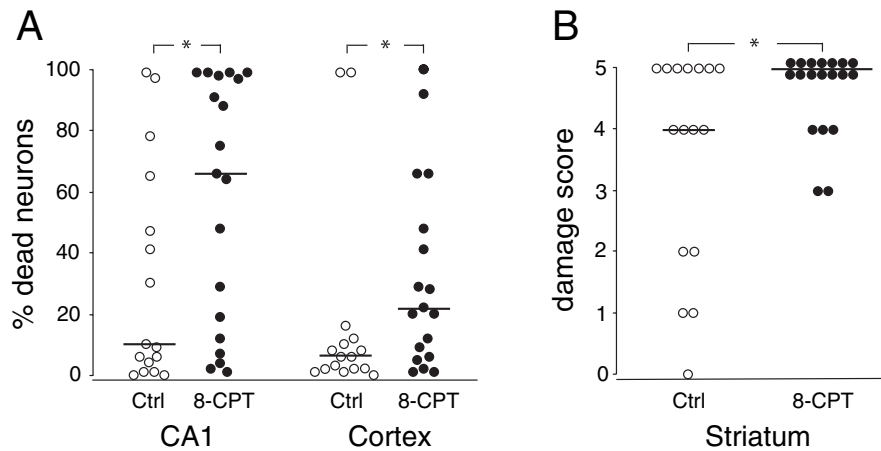 A
B
*
*
*
% dead neurons
100
80
60
40
20
0
Ctrl
8-CPT
Ctrl
8-CPT
CA1
Cortex
damage score
5
4
3
2
1
0
Ctrl
8-CPT
Striatum